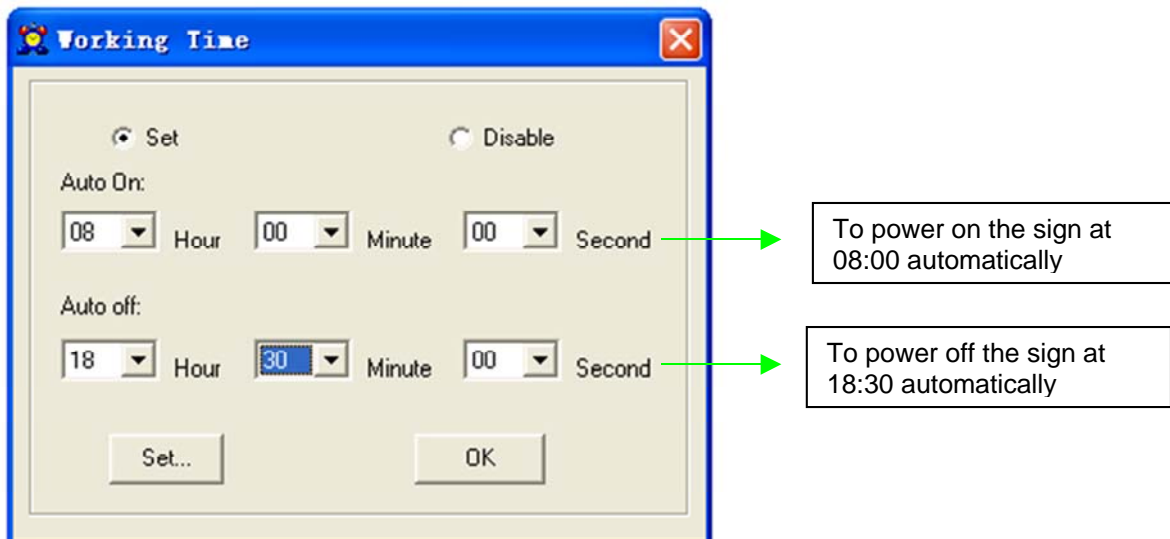 Working Time
Set Disable
Auto On:
08 Hour 00 Minute 00 Second
To power on the sign at
08:00 automatically
Auto off:
18 Hour 30 Minute 00 Second
To power off the sign at
18:30 automatically
Set... OK